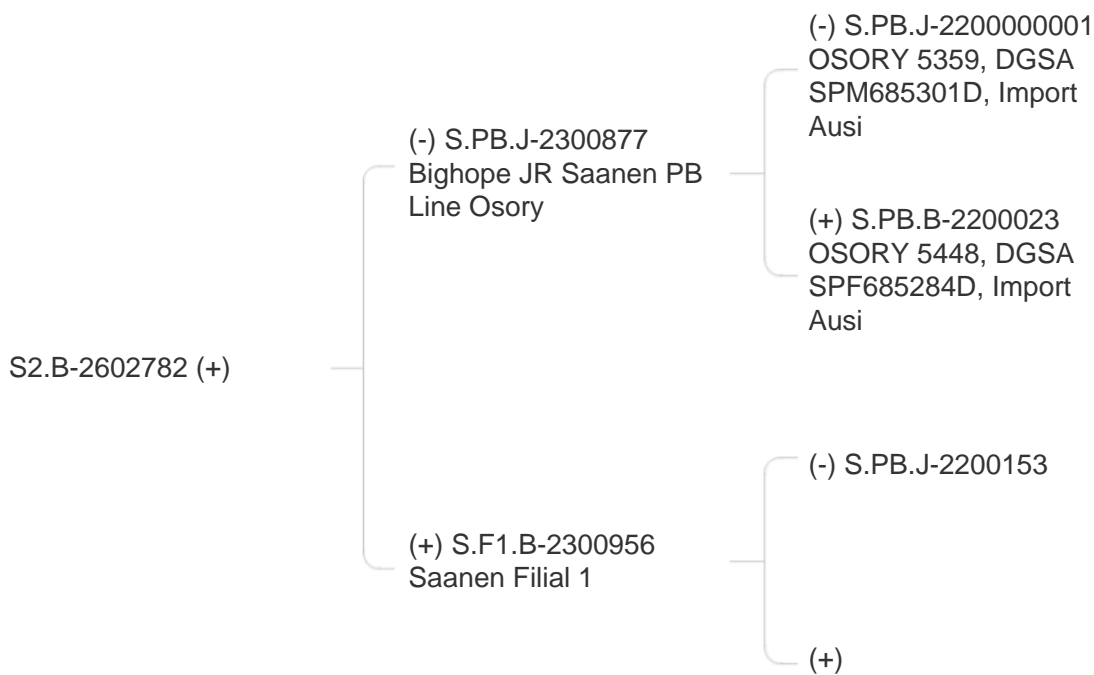 (-) S.PB.J-2200000001
OSORY 5359, DGSA
SPM685301D, Import
Ausi
(-) S.PB.J-2300877
Bighope JR Saanen PB
Line Osory
(+) S.PB.B-2200023
OSORY 5448, DGSA
SPF685284D, Import
Ausi
S2.B-2602782 (+)
(-) S.PB.J-2200153
(+) S.F1.B-2300956
Saanen Filial 1
(+)